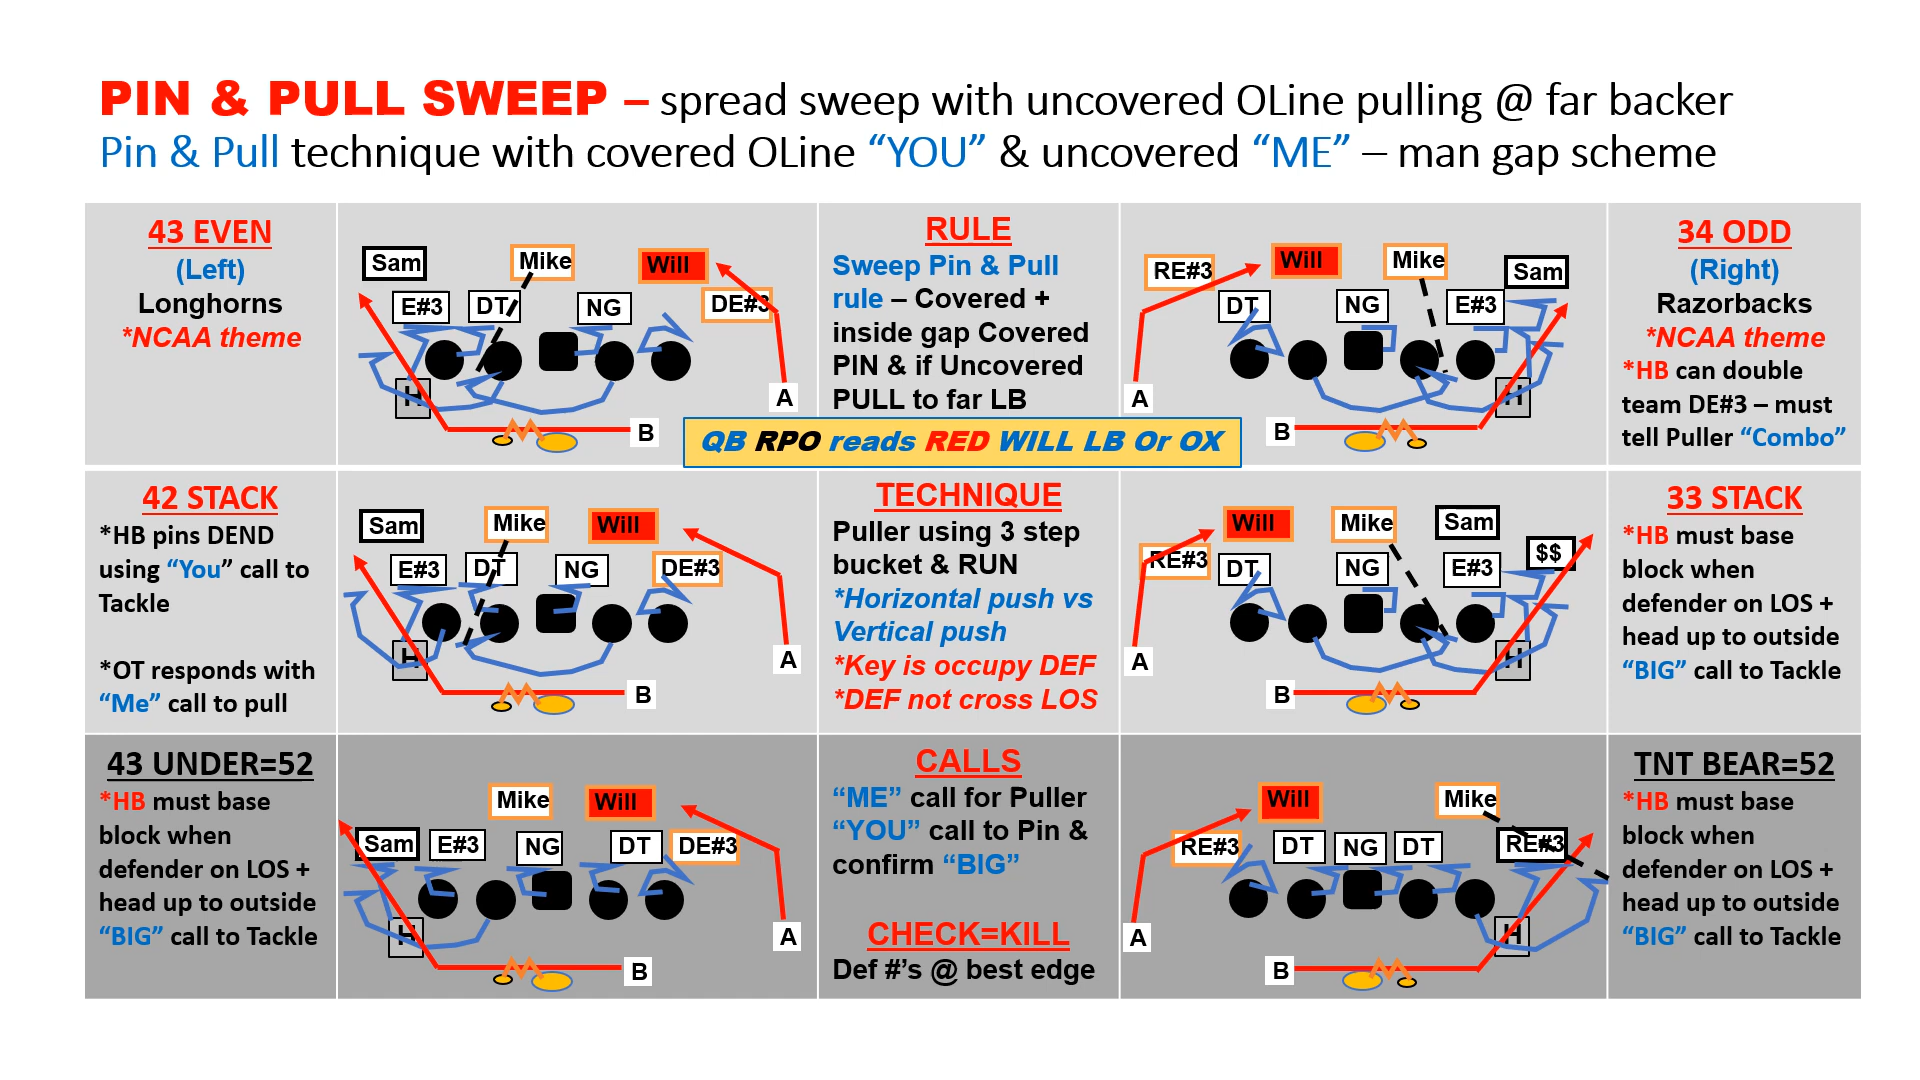 PIN & PULL SWEEP – spread sweep with uncovered OLine pulling @ far backer
Pin & Pull technique with covered OLine “YOU” & uncovered “ME” – man gap scheme
43 EVEN
(Left)
Longhorns
*NCAA theme
Sam
Mike
Will
E#3
DT
NG
DE#3
H
A
B
RULE
Sweep Pin & Pull
rule – Covered +
inside gap Covered
PIN & if Uncovered
PULL to far LB
RE#3
Will
Mike
Sam
DT
NG
E#3
A
H
B
34 ODD
(Right)
Razorbacks
*NCAA theme
*HB can double
team DE#3 – must
tell Puller “Combo”
QB RPO reads RED WILL LB Or OX
42 STACK
*HB pins DEND
using “You” call to
Tackle
*OT responds with
“Me” call to pull
Sam
Mike
Will
E#3
DT
NG
DE#3
H
A
B
TECHNIQUE
Puller using 3 step
bucket & RUN
*Horizontal push vs
Vertical push
*Key is occupy DEF
*DEF not cross LOS
Will
Mike
Sam
RE#3
DT
NG
E#3
$$
A
H
B
33 STACK
*HB must base
block when
defender on LOS +
head up to outside
“BIG” call to Tackle
43 UNDER=52
*HB must base
block when
defender on LOS +
head up to outside
“BIG” call to Tackle
Mike
Will
Sam
E#3
NG
DT
DE#3
H
A
B
CALLS
“ME” call for Puller
“YOU” call to Pin &
confirm “BIG”
CHECK=KILL
Def #’s @ best edge
Will
Mike
RE#3
DT
NG
DT
RE#3
A
H
B
TNT BEAR=52
*HB must base
block when
defender on LOS +
head up to outside
“BIG” call to Tackle